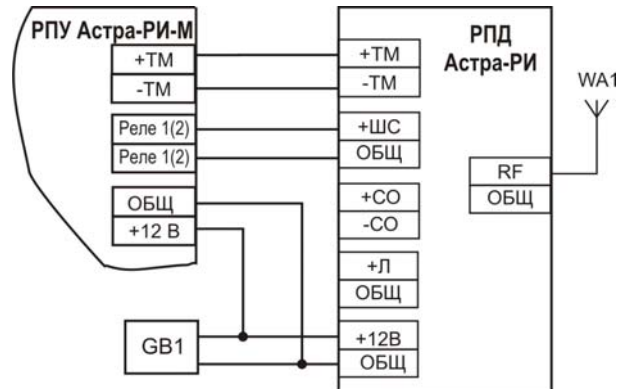 РПУ Астра-РИ-М
+ТМ
-ТМ
Реле 1(2)
Реле 1(2)
ОБЩ
+12 В
GB1
РПД
Астра-РИ
+ТМ
-ТМ
+ШС
ОБЩ
+СО
-СО
+Л
ОБЩ
+12В
ОБЩ
RF
ОБЩ
WA1